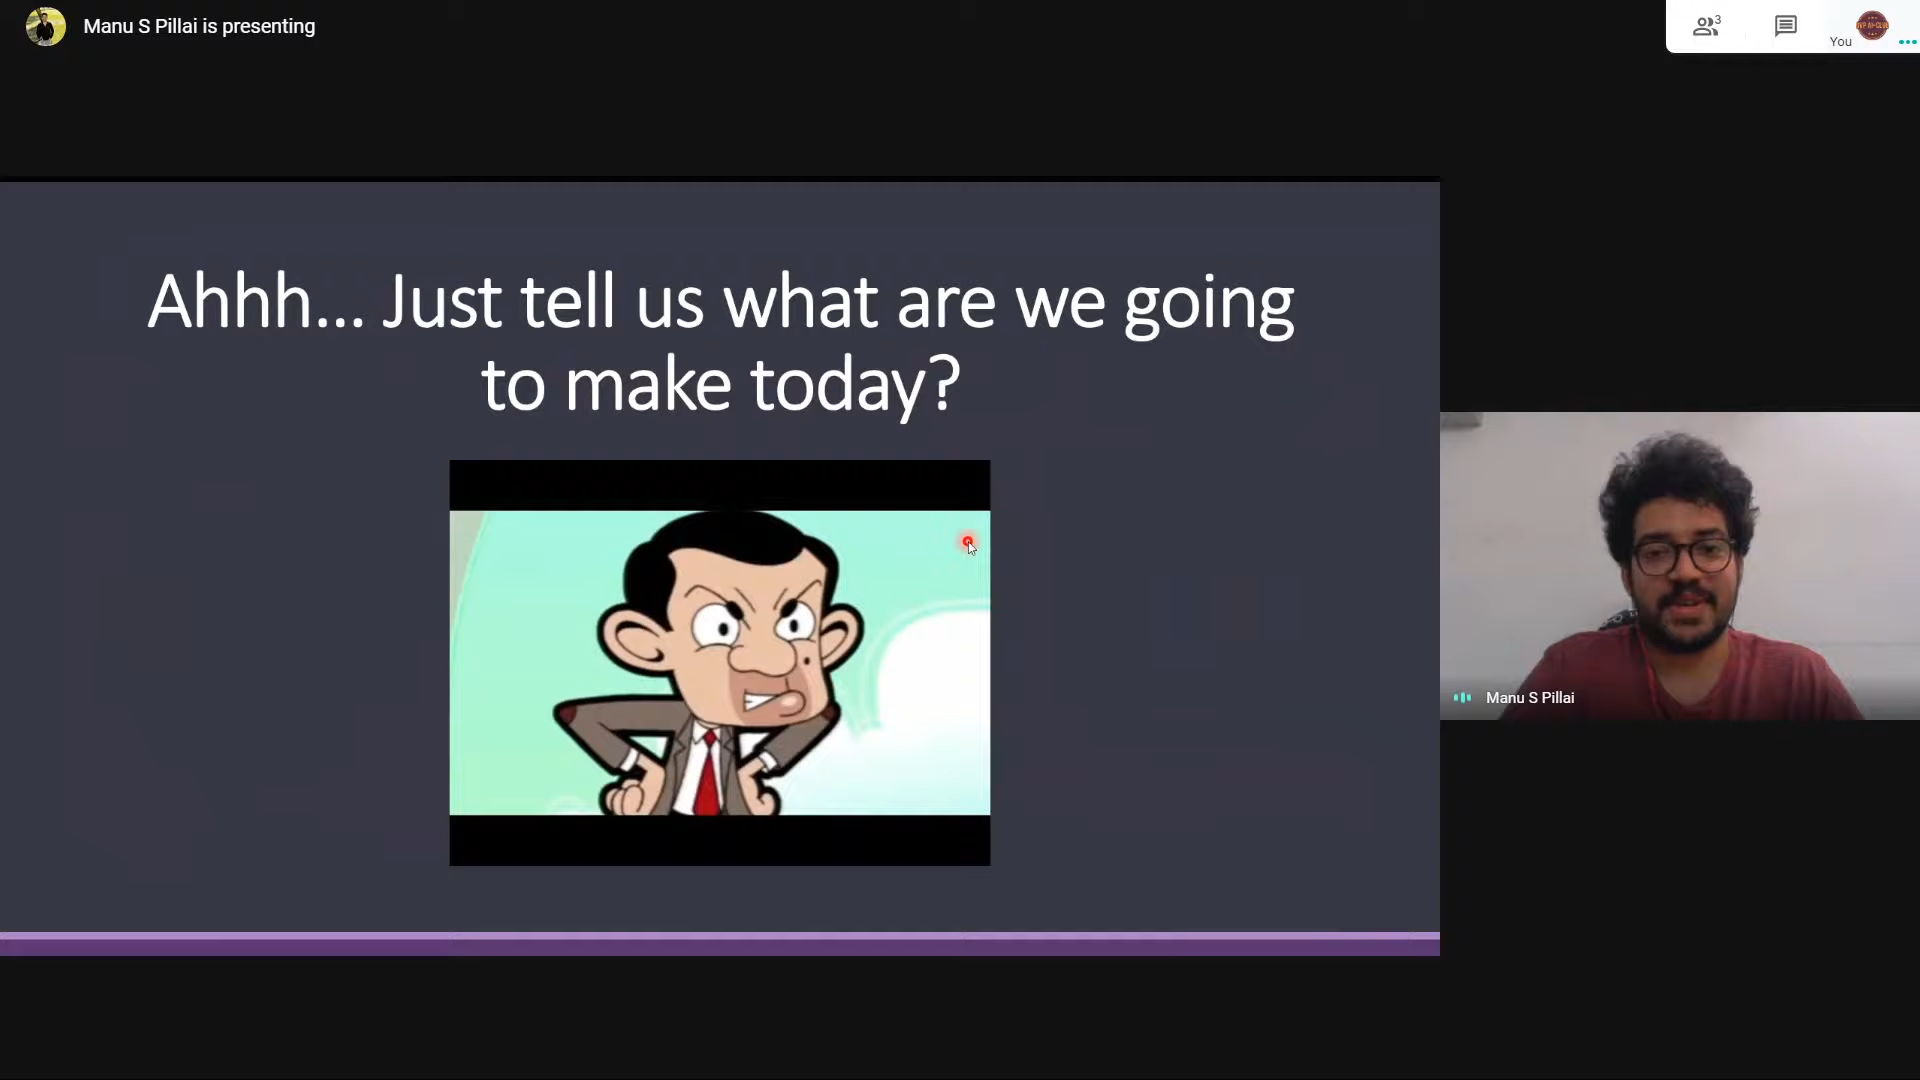 Manu S Pillai is presenting
3
You
Ahhh... Just tell us what are we going
to make today?
Manu S Pillai